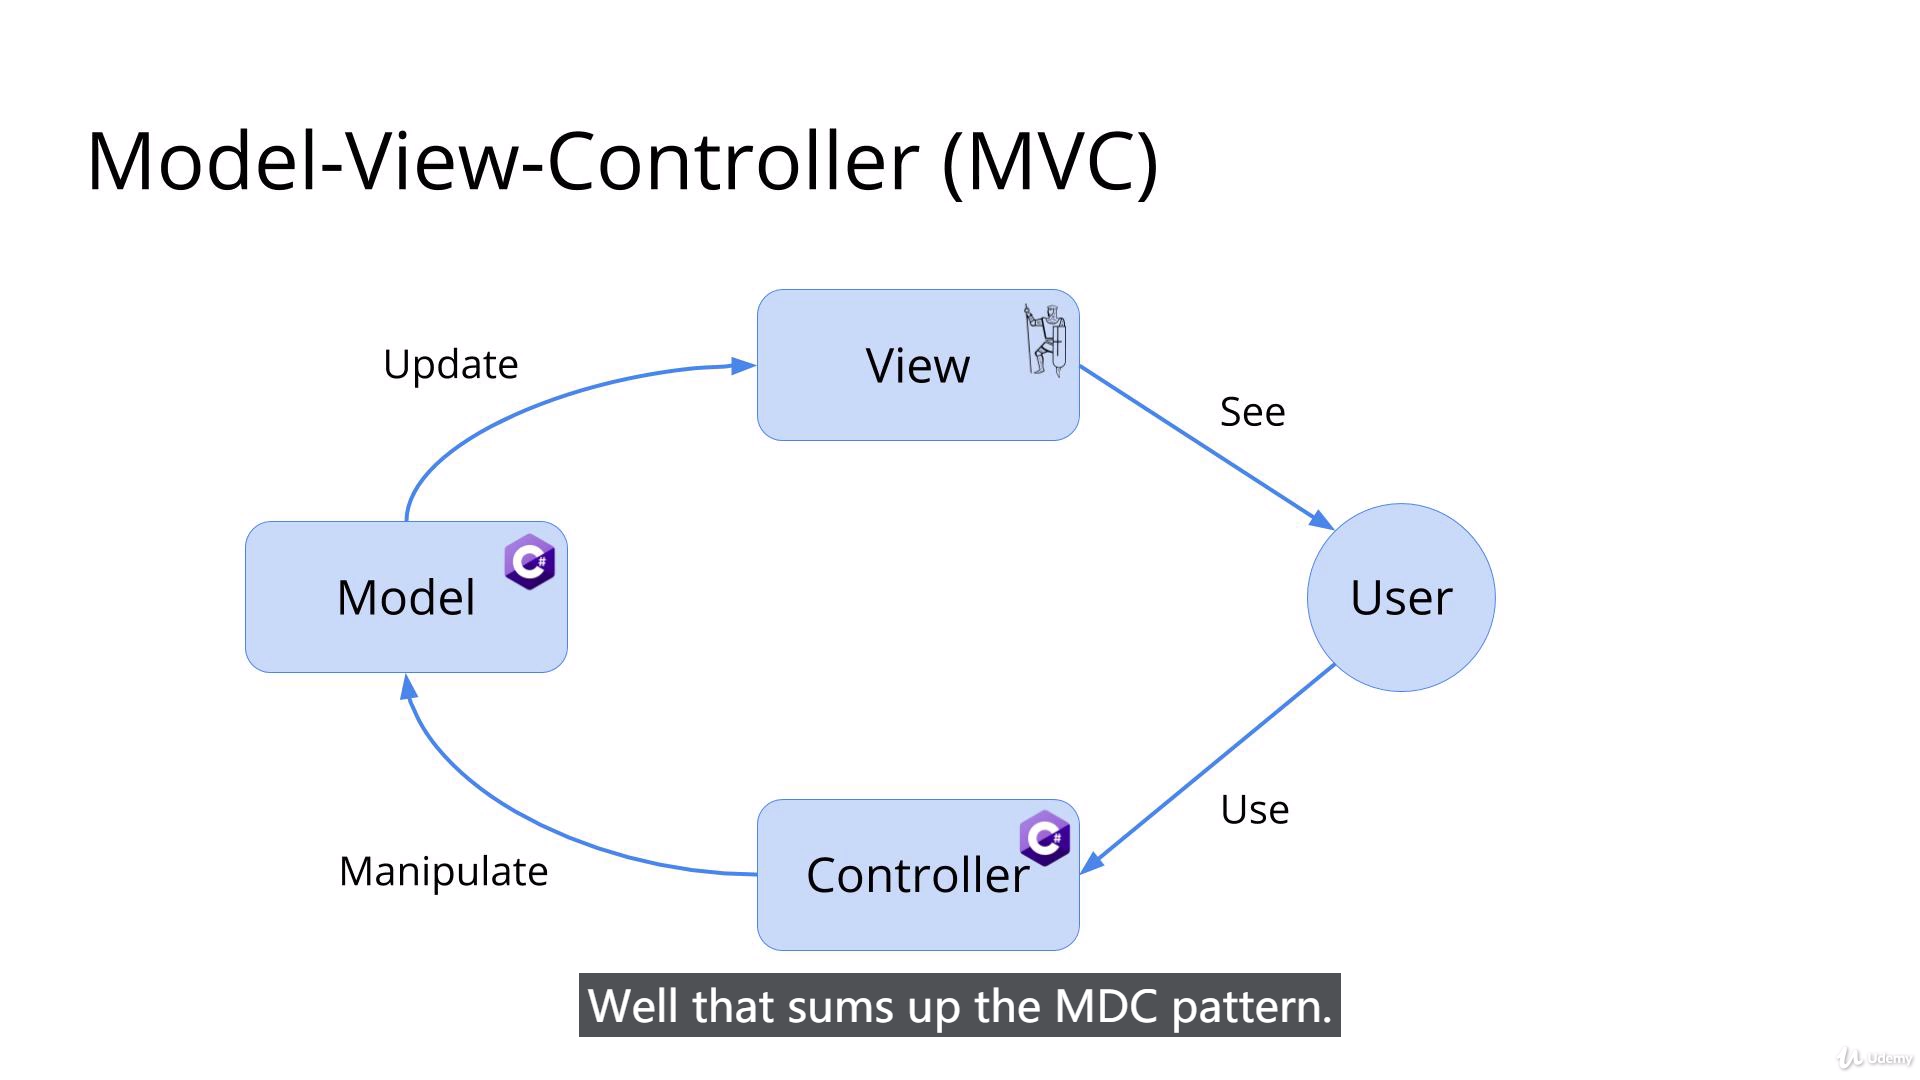 Model-View-Controller (MVC)
View
Update
See
C#
Model
User
C#
Controller
Use
Manipulate
Well that sums up the MDC pattern.
Udemy